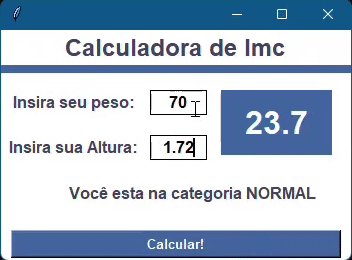 Calculadora de Imc
Insira seu peso: 70
23.7
Insira sua Altura: 1.72
Você esta na categoria NORMAL
Calcular!